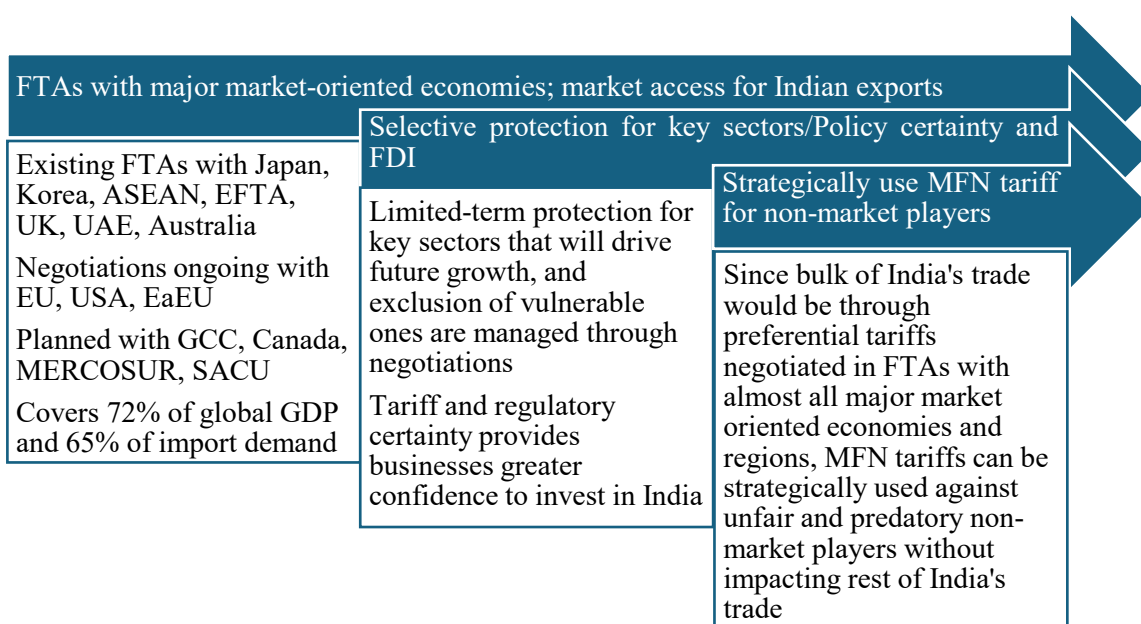 FTAs with major market-oriented economies; market access for Indian exports
Existing FTAs with Japan,
Korea, ASEAN, EFTA,
UK, UAE, Australia
Negotiations ongoing with
EU, USA, EaEU
Planned with GCC, Canada,
MERCOSUR, SACU
Covers 72% of global GDP
and 65% of import demand
Selective protection for key sectors/Policy certainty and
FDI
Limited-term protection for
key sectors that will drive
future growth, and
exclusion of vulnerable
ones are managed through
negotiations
Tariff and regulatory
certainty provides
businesses greater
confidence to invest in India
Strategically use MFN tariff
for non-market players
Since bulk of India's trade
would be through
preferential tariffs
negotiated in FTAs with
almost all major market
oriented economies and
regions, MFN tariffs can be
strategically used against
unfair and predatory non-
market players without
impacting rest of India's
trade